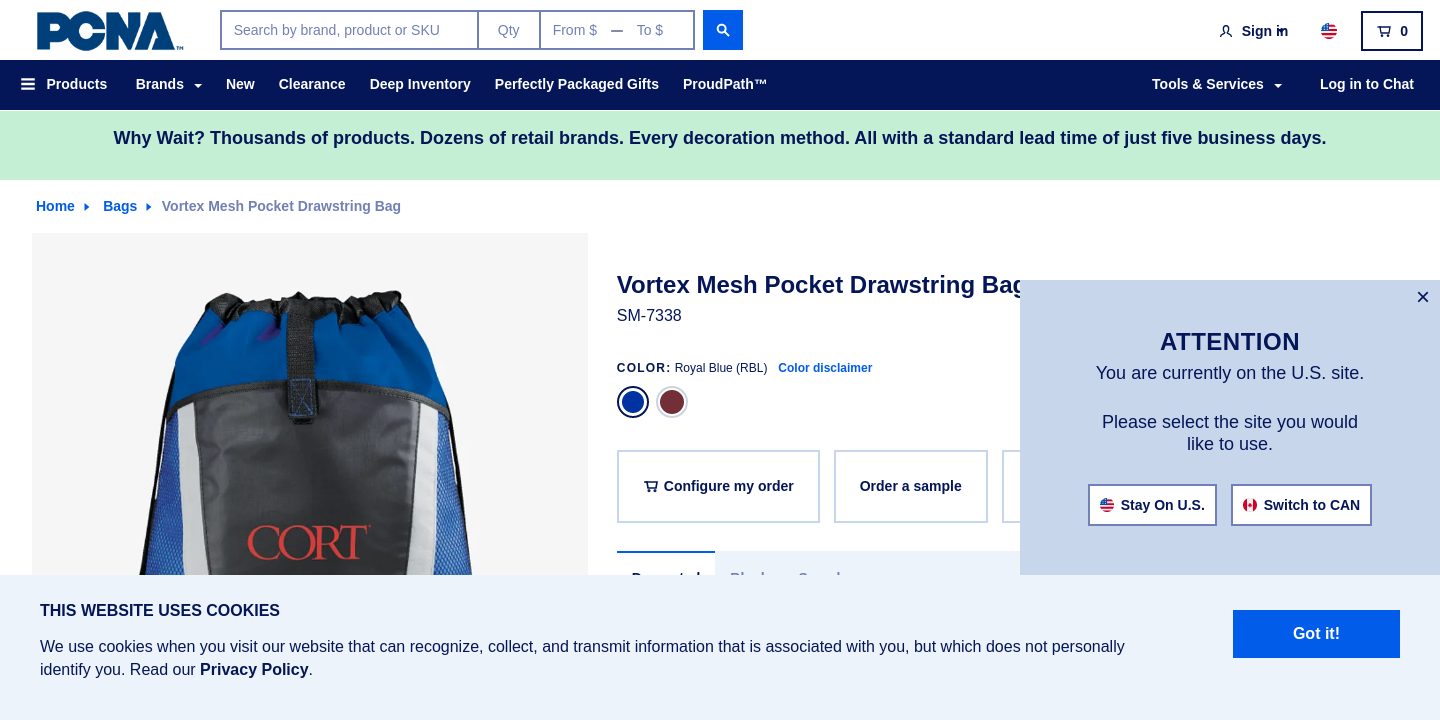 PCNA™
Search by brand, product or SKU
Qty
From $ — To $
Sign in
0
Products
Brands
New
Clearance
Deep Inventory
Perfectly Packaged Gifts
ProudPath™
Tools & Services
Log in to Chat
Why Wait? Thousands of products. Dozens of retail brands. Every decoration method. All with a standard lead time of just five business days.
Home
Bags
Vortex Mesh Pocket Drawstring Bag
Vortex Mesh Pocket Drawstring Bag
SM-7338
COLOR: Royal Blue (RBL) Color disclaimer
Configure my order
Order a sample
CORT
×
ATTENTION
You are currently on the U.S. site.
Please select the site you would
like to use.
Stay On U.S.
Switch to CAN
THIS WEBSITE USES COOKIES
We use cookies when you visit our website that can recognize, collect, and transmit information that is associated with you, but which does not personally
identify you. Read our Privacy Policy.
Got it!